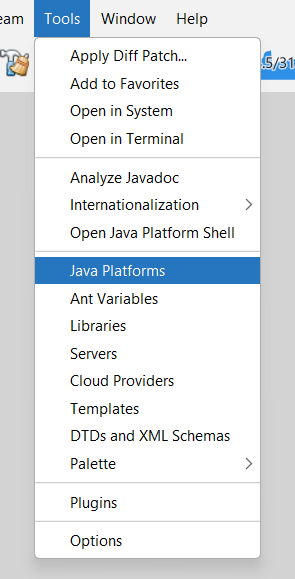 eam Tools Window Help
Apply Diff Patch...
.5/31
Add to Favorites
Open in System
Open in Terminal
Analyze Javadoc
Internationalization
Open Java Platform Shell
Java Platforms
Ant Variables
Libraries
Servers
Cloud Providers
Templates
DTDs and XML Schemas
Palette
Plugins
Options